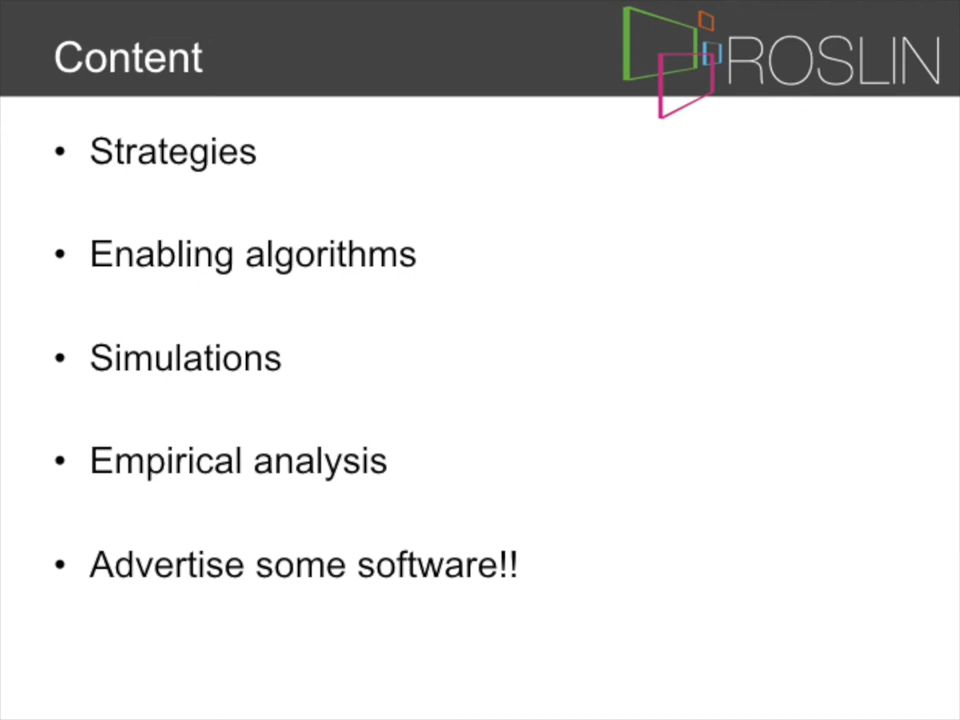 Content
ROSLIN
• Strategies
• Enabling algorithms
• Simulations
• Empirical analysis
• Advertise some software!!